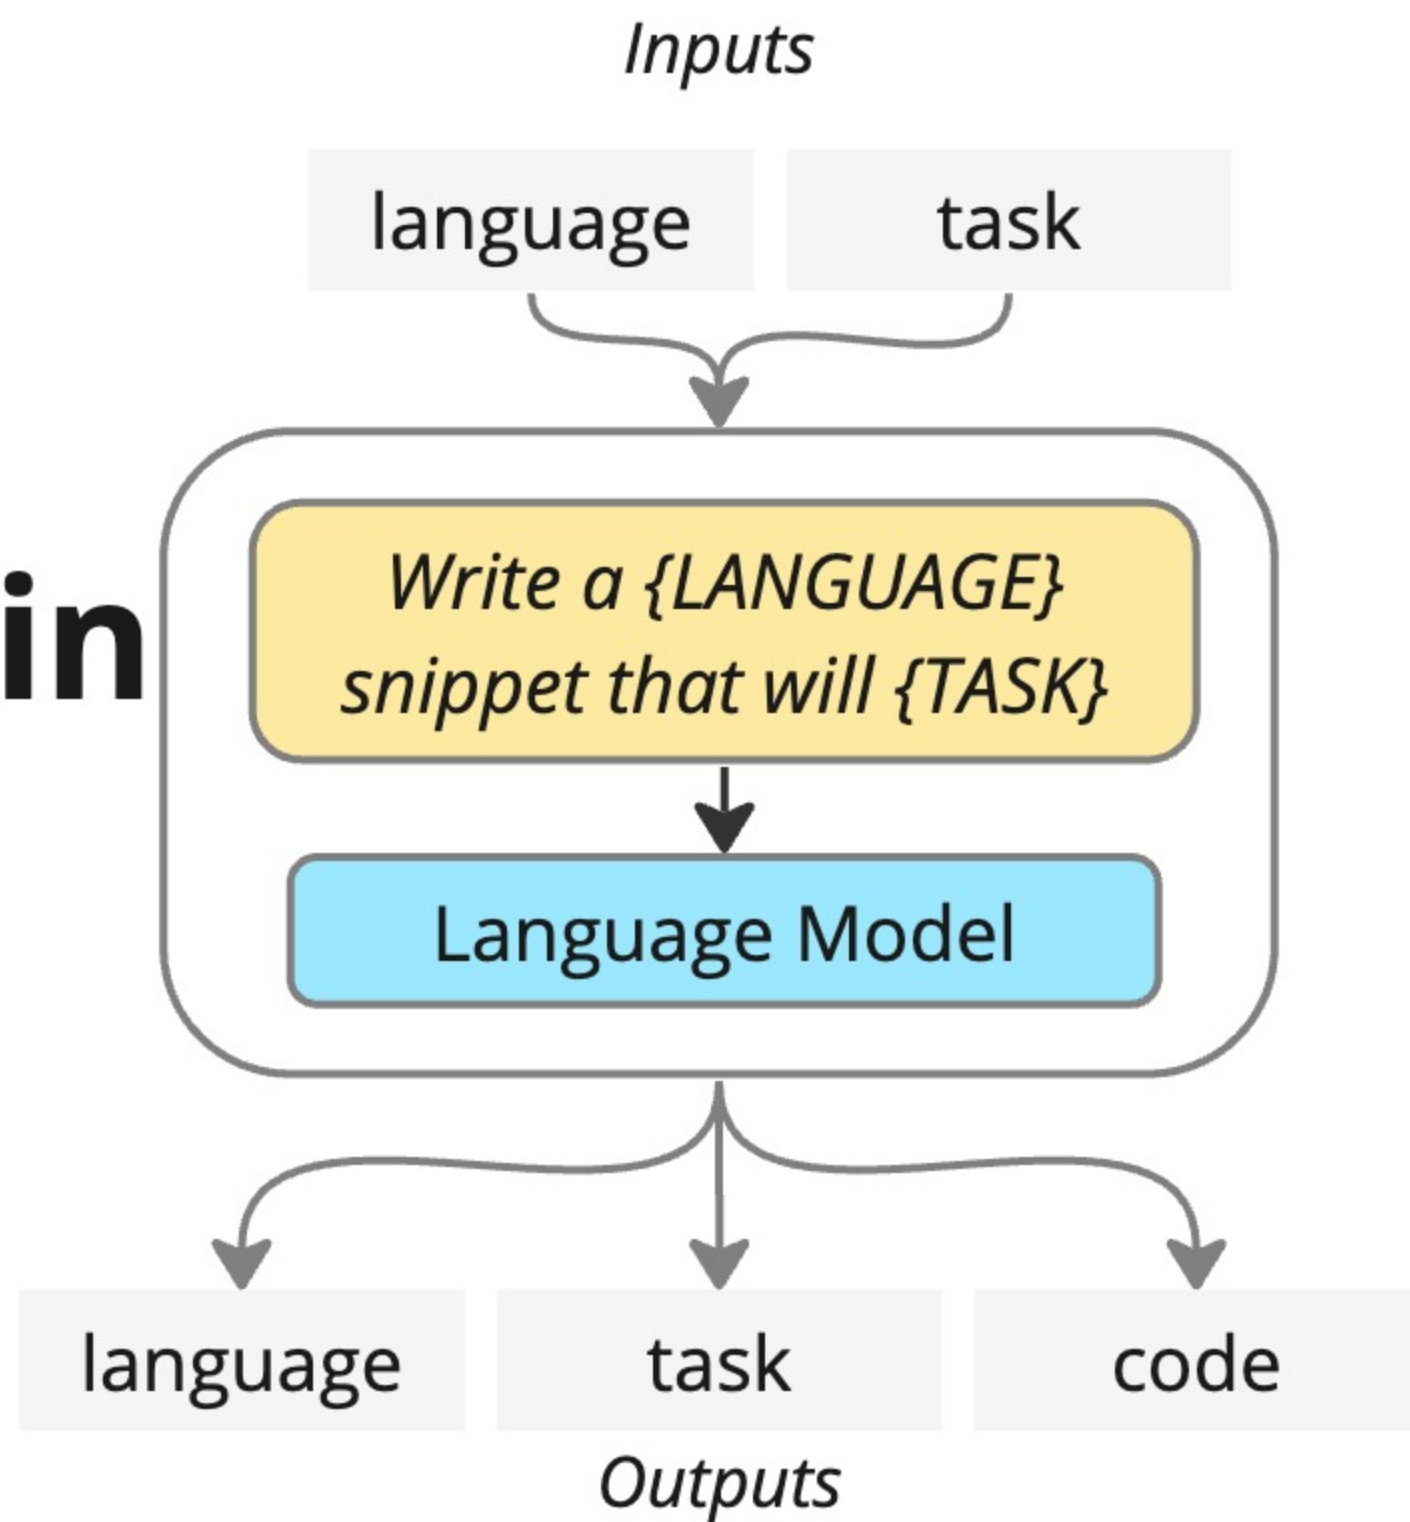 Inputs
language
task
in
Write a {LANGUAGE}
snippet that will {TASK}
Language Model
language
task
code
Outputs